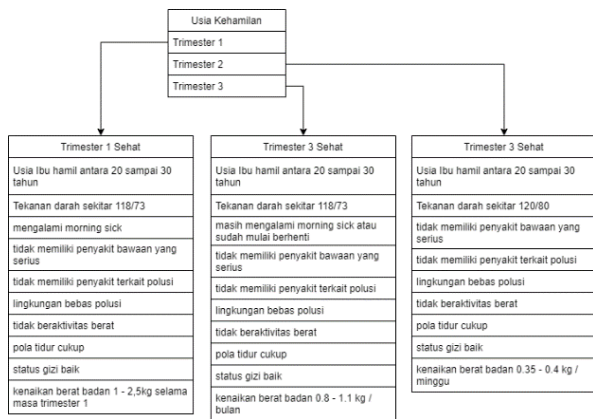 Usia Kehamilan
Trimester 1
Trimester 2
Trimester 3
Trimester 1 Sehat
Usia Ibu hamil antara 20 sampai 30
tahun
Tekanan darah sekitar 118/73
mengalami morning sick
tidak memiliki penyakit bawaan yang
serius
tidak memiliki penyakit terkait polusi
lingkungan bebas polusi
tidak beraktivitas berat
pola tidur cukup
status gizi baik
kenaikan berat badan 1 - 2,5kg selama
masa trimester 1
Trimester 3 Sehat
Usia Ibu hamil antara 20 sampai 30
tahun
Tekanan darah sekitar 118/73
masih mengalami morning sick atau
sudah mulai berhenti
tidak memiliki penyakit bawaan yang
serius
tidak memiliki penyakit terkait polusi
lingkungan bebas polusi
tidak beraktivitas berat
pola tidur cukup
status gizi baik
kenaikan berat badan 0.8 - 1.1 kg /
bulan
Trimester 3 Sehat
Usia Ibu hamil antara 20 sampai 30
tahun
Tekanan darah sekitar 120/80
tidak memiliki penyakit bawaan yang
serius
tidak memiliki penyakit terkait polusi
lingkungan bebas polusi
tidak beraktivitas berat
pola tidur cukup
status gizi baik
kenaikan berat badan 0.35 - 0.4 kg /
minggu